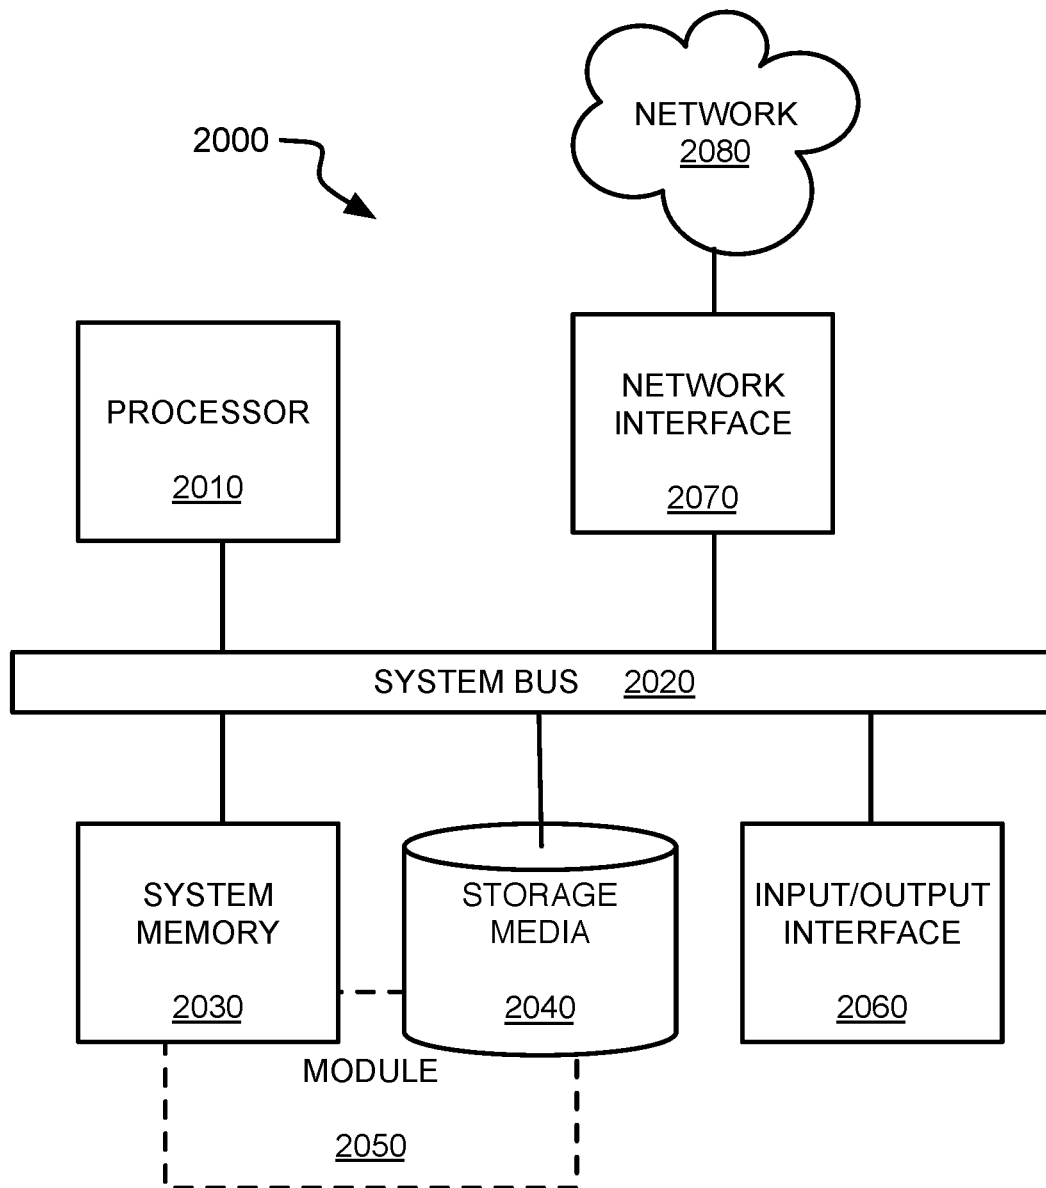 NETWORK
2080
2000
PROCESSOR
2010
NETWORK
INTERFACE
2070
SYSTEM BUS 2020
SYSTEM
MEMORY
2030
STORAGE
MEDIA
2040
INPUT/OUTPUT
INTERFACE
2060
MODULE
2050